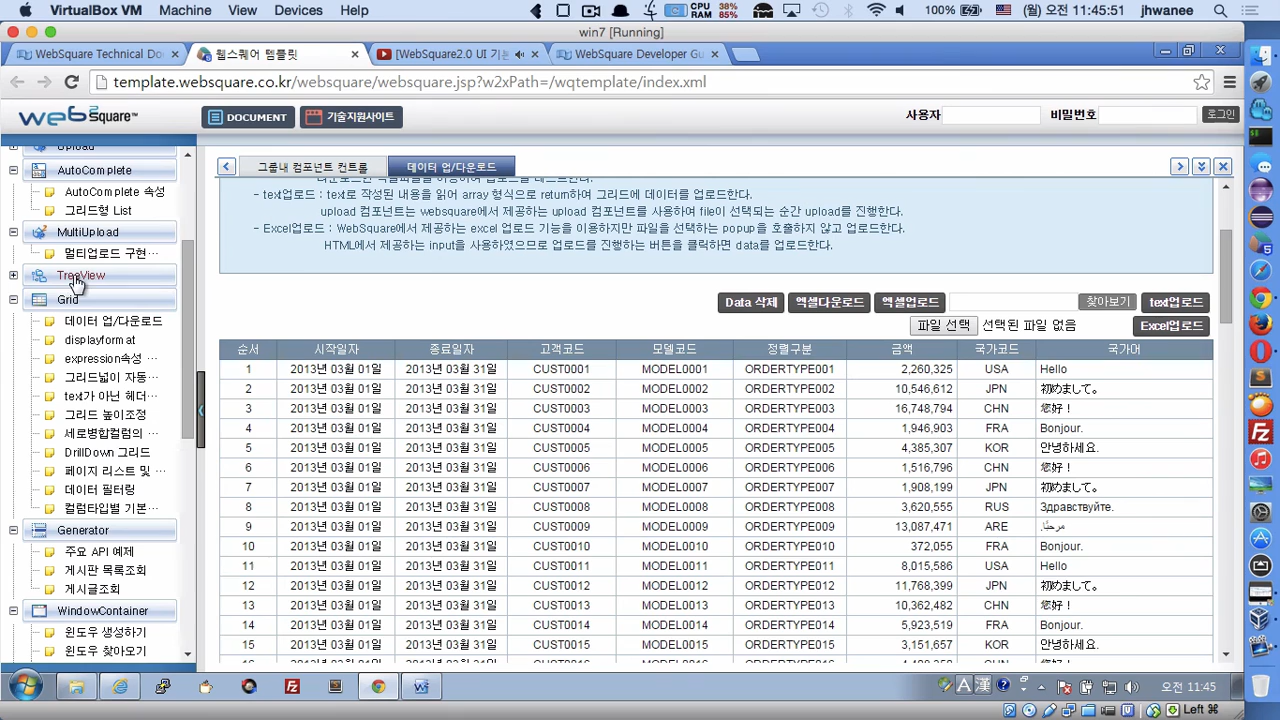 VirtualBox VM Machine View Devices Help CPU RAM 38% 85% 100% (월) 오전 11:45:51 jhwanee
win7 [Running]
WebSquare Technical Do 웹스퀘어 템플릿 [WebSquare2.0 UI 기본 WebSquare Developer Gu
template.websquare.co.kr/websquare/websquare.jsp?w2xPath=/wqtemplate/index.xml
webSquare DOCUMENT 기술지원사이트 사용자 비밀번호 로그인
Upload
AutoComplete
AutoComplete 속성
그리드형 List
MultiUpload
멀티업로드 구현…
TreeView
Grid
데이터 업/다운로드
displayformat
expression속성 …
그리드넓이 자동…
text가 아닌 헤더…
그리드 높이조정
세로병합컬럼의 …
DrillDown 그리드
페이지 리스트 및 …
데이터 필터링
컬럼타입별 기본…
Generator
주요 API 예제
게시판 목록조회
게시글조회
WindowContainer
윈도우 생성하기
윈도우 찾아오기
그룹내 컴포넌트 컨트롤 데이터 업/다운로드
- text업로드 : text로 작성된 내용을 읽어 array 형식으로 return하여 그리드에 데이터를 업로드한다.
upload 컴포넌트는 websquare에서 제공하는 upload 컴포넌트를 사용하여 file이 선택되는 순간 upload를 진행한다.
- Excel업로드 : WebSquare에서 제공하는 excel 업로드 기능을 이용하지만 파일을 선택하는 popup을 호출하지 않고 업로드한다.
HTML에서 제공하는 input을 사용하였으므로 업로드를 진행하는 버튼을 클릭하면 data를 업로드한다.
Data 삭제 엑셀다운로드 엑셀업로드 찾아보기 text업로드
파일 선택 선택된 파일 없음 Excel업로드
순서 시작일자 종료일자 고객코드 모델코드 정렬구분 금액 국가코드 국가어
1 2013년 03월 01일 2013년 03월 31일 CUST0001 MODEL0001 ORDERTYPE001 2,260,325 USA Hello
2 2013년 03월 01일 2013년 03월 31일 CUST0002 MODEL0002 ORDERTYPE002 10,546,612 JPN 初めまして。
3 2013년 03월 01일 2013년 03월 31일 CUST0003 MODEL0003 ORDERTYPE003 16,748,794 CHN 您好！
4 2013년 03월 01일 2013년 03월 31일 CUST0004 MODEL0004 ORDERTYPE004 1,946,903 FRA Bonjour.
5 2013년 03월 01일 2013년 03월 31일 CUST0005 MODEL0005 ORDERTYPE005 4,385,307 KOR 안녕하세요.
6 2013년 03월 01일 2013년 03월 31일 CUST0006 MODEL0006 ORDERTYPE006 1,516,796 CHN 您好！
7 2013년 03월 01일 2013년 03월 31일 CUST0007 MODEL0007 ORDERTYPE007 1,908,199 JPN 初めまして。
8 2013년 03월 01일 2013년 03월 31일 CUST0008 MODEL0008 ORDERTYPE008 3,620,555 RUS Здравствуйте.
9 2013년 03월 01일 2013년 03월 31일 CUST0009 MODEL0009 ORDERTYPE009 13,087,471 ARE مرحبًا.
10 2013년 03월 01일 2013년 03월 31일 CUST0010 MODEL0010 ORDERTYPE010 372,055 FRA Bonjour.
11 2013년 03월 01일 2013년 03월 31일 CUST0011 MODEL0011 ORDERTYPE011 8,015,586 USA Hello
12 2013년 03월 01일 2013년 03월 31일 CUST0012 MODEL0012 ORDERTYPE012 11,768,399 JPN 初めまして。
13 2013년 03월 01일 2013년 03월 31일 CUST0013 MODEL0013 ORDERTYPE013 10,362,482 CHN 您好！
14 2013년 03월 01일 2013년 03월 31일 CUST0014 MODEL0014 ORDERTYPE014 5,923,519 FRA Bonjour.
15 2013년 03월 01일 2013년 03월 31일 CUST0015 MODEL0015 ORDERTYPE015 3,151,657 KOR 안녕하세요.
A 漢 오전 11:45
Left ⌘